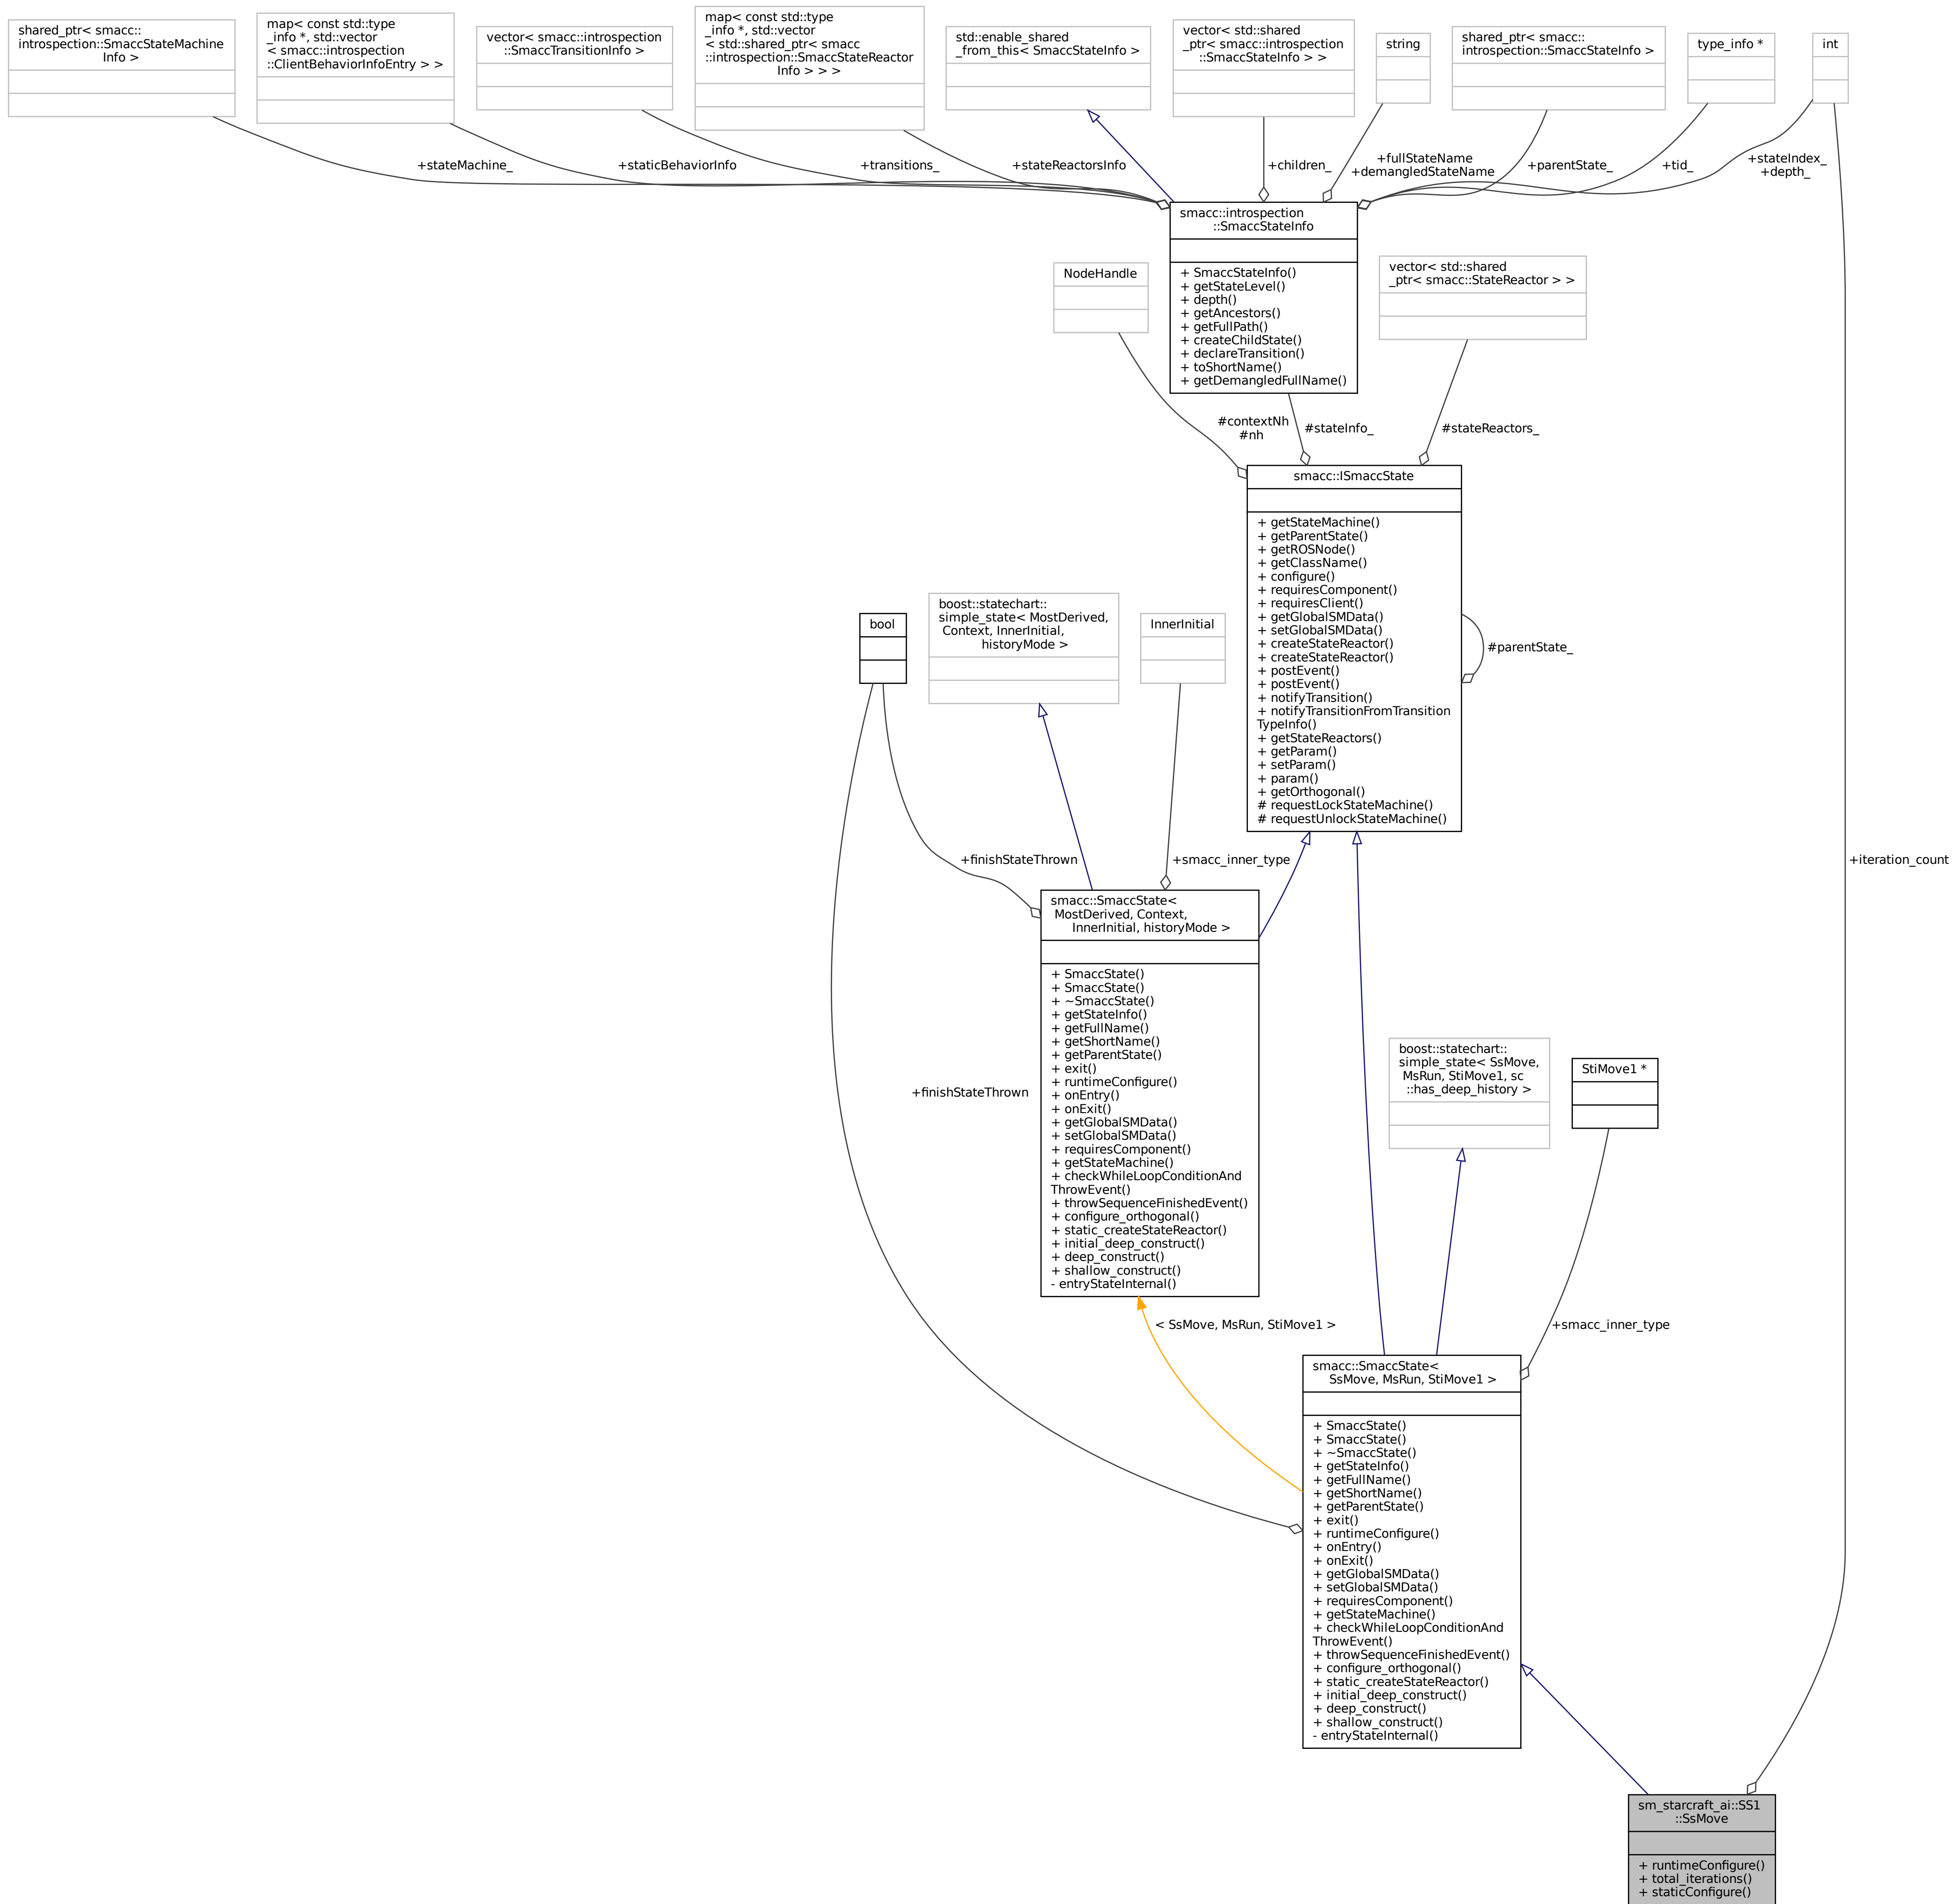 shared_ptr< smacc::
introspection::SmaccStateMachine
Info >
map< const std::type
_info *, std::vector
< smacc::introspection
::ClientBehaviorInfoEntry > >
vector< smacc::introspection
::SmaccTransitionInfo >
map< const std::type
_info *, std::vector
< std::shared_ptr< smacc
::introspection::SmaccStateReactor
Info > > >
std::enable_shared
_from_this< SmaccStateInfo >
vector< std::shared
_ptr< smacc::introspection
::SmaccStateInfo > >
string
shared_ptr< smacc::
introspection::SmaccStateInfo >
type_info *
int
+stateMachine_
+staticBehaviorInfo
+transitions_
+stateReactorsInfo
+children_
+fullStateName
+demangledStateName
+parentState_
+tid_
+stateIndex_
+depth_
smacc::introspection
::SmaccStateInfo
+ SmaccStateInfo()
+ getStateLevel()
+ depth()
+ getAncestors()
+ getFullPath()
+ createChildState()
+ declareTransition()
+ toShortName()
+ getDemangledFullName()
NodeHandle
vector< std::shared
_ptr< smacc::StateReactor > >
#contextNh
#nh
#stateInfo_
#stateReactors_
smacc::ISmaccState
+ getStateMachine()
+ getParentState()
+ getROSNode()
+ getClassName()
+ configure()
+ requiresComponent()
+ requiresClient()
+ getGlobalSMData()
+ setGlobalSMData()
+ createStateReactor()
+ createStateReactor()
+ postEvent()
+ postEvent()
+ notifyTransition()
+ notifyTransitionFromTransition
TypeInfo()
+ getStateReactors()
+ getParam()
+ setParam()
+ param()
+ getOrthogonal()
# requestLockStateMachine()
# requestUnlockStateMachine()
#parentState_
bool
boost::statechart::
simple_state< MostDerived,
Context, InnerInitial,
historyMode >
InnerInitial
+finishStateThrown
+smacc_inner_type
+iteration_count
smacc::SmaccState<
MostDerived, Context,
InnerInitial, historyMode >
+ SmaccState()
+ SmaccState()
+ ~SmaccState()
+ getStateInfo()
+ getFullName()
+ getShortName()
+ getParentState()
+ exit()
+ runtimeConfigure()
+ onEntry()
+ onExit()
+ getGlobalSMData()
+ setGlobalSMData()
+ requiresComponent()
+ getStateMachine()
+ checkWhileLoopConditionAnd
ThrowEvent()
+ throwSequenceFinishedEvent()
+ configure_orthogonal()
+ static_createStateReactor()
+ initial_deep_construct()
+ deep_construct()
+ shallow_construct()
- entryStateInternal()
+finishStateThrown
boost::statechart::
simple_state< SsMove,
MsRun, StiMove1, sc
::has_deep_history >
StiMove1 *
< SsMove, MsRun, StiMove1 >
+smacc_inner_type
smacc::SmaccState<
SsMove, MsRun, StiMove1 >
+ SmaccState()
+ SmaccState()
+ ~SmaccState()
+ getStateInfo()
+ getFullName()
+ getShortName()
+ getParentState()
+ exit()
+ runtimeConfigure()
+ onEntry()
+ onExit()
+ getGlobalSMData()
+ setGlobalSMData()
+ requiresComponent()
+ getStateMachine()
+ checkWhileLoopConditionAnd
ThrowEvent()
+ throwSequenceFinishedEvent()
+ configure_orthogonal()
+ static_createStateReactor()
+ initial_deep_construct()
+ deep_construct()
+ shallow_construct()
- entryStateInternal()
sm_starcraft_ai::SS1
::SsMove
+ runtimeConfigure()
+ total_iterations()
+ staticConfigure()